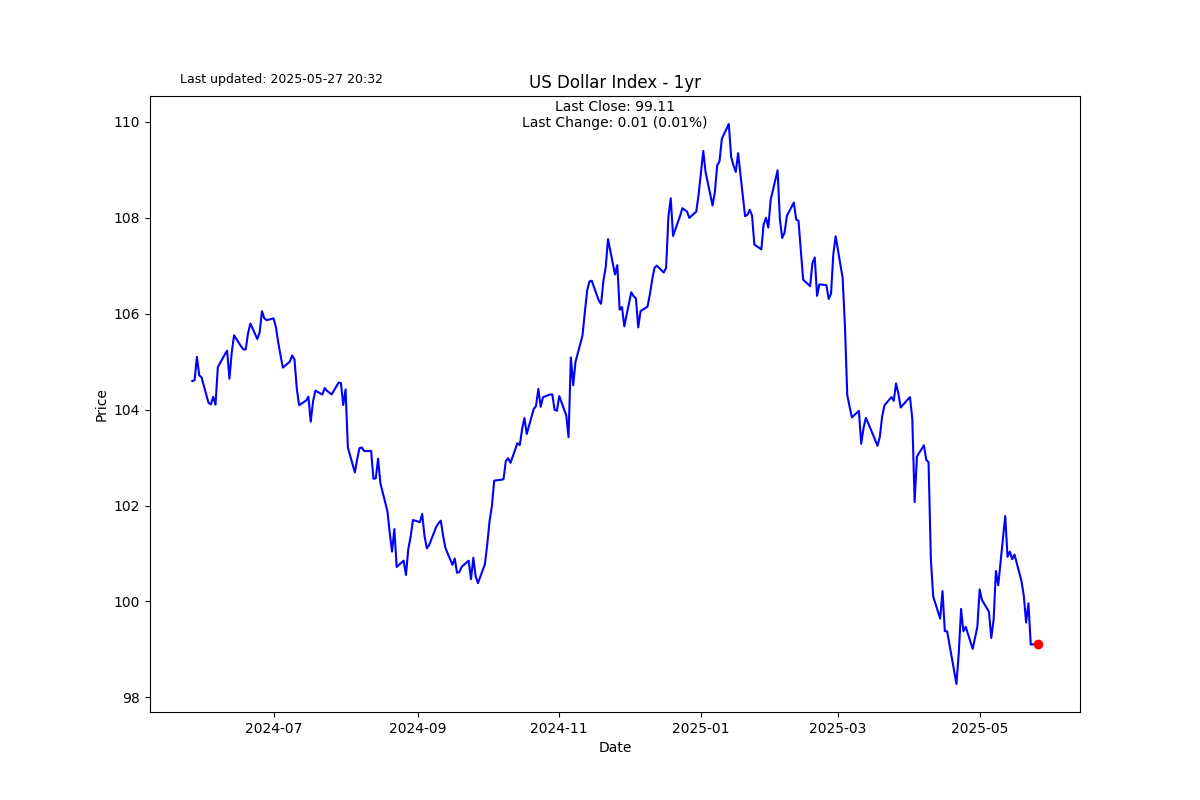 Last updated: 2025-05-27 20:32
US Dollar Index - 1yr
Last Close: 99.11
Last Change: 0.01 (0.01%)
110
108
106
104
102
100
98
Price
2024-07 2024-09 2024-11 2025-01 2025-03 2025-05
Date